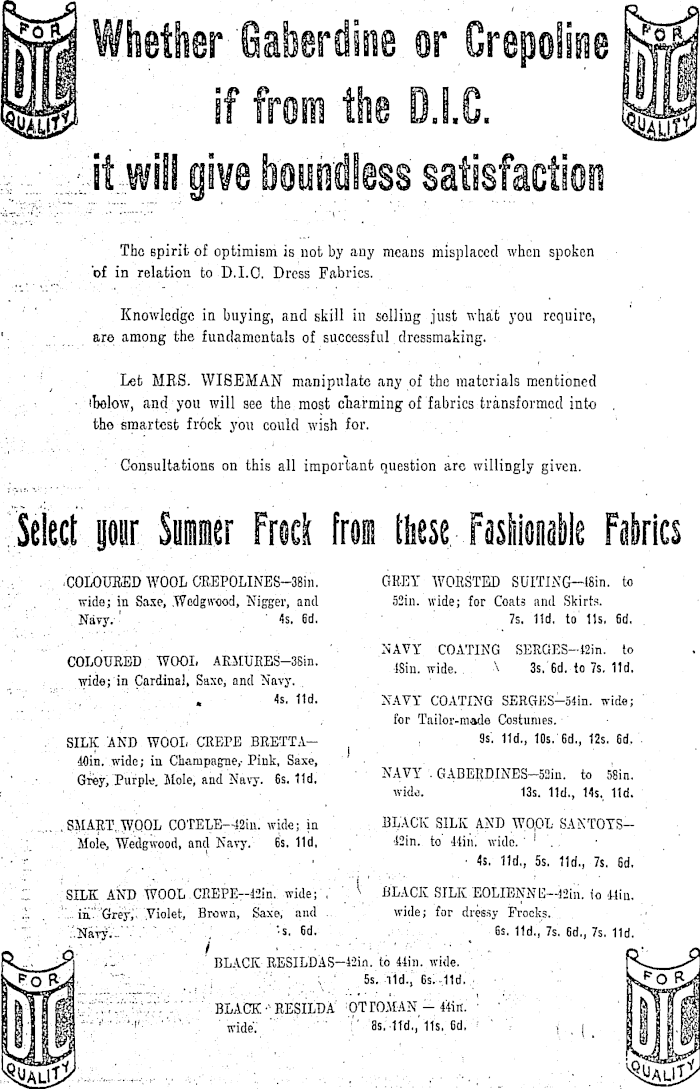 FOR
DIC
QUALITY
FOR
DIC
QUALITY
Whether Gaberdine or Crepoline
if from the D.I.C.
it will give boundless satisfaction
The spirit of optimism is not by any means misplaced when spoken
of in relation to D.I.C. Dress Fabrics.
Knowledge in buying, and skill in selling just what you require,
are among the fundamentals of successful dressmaking.
Let MRS. WISEMAN manipulate any of the materials mentioned
below, and you will see the most charming of fabrics transformed into
the smartest frock you could wish for.
Consultations on this all important question are willingly given.
Select your Summer Frock from these Fashionable Fabrics
COLOURED WOOL CREPOLINES—38in.
wide; in Saxe, Wedgwood, Nigger, and
Navy. 4s. 6d.
COLOURED WOOL ARMURES—38in.
wide; in Cardinal, Saxe, and Navy.
4s. 11d.
SILK AND WOOL CREPE BRETTA—
40in. wide; in Champagne, Pink, Saxe,
Grey, Purple, Mole, and Navy. 6s. 11d.
SMART WOOL COTELE—42in. wide; in
Mole, Wedgwood, and Navy. 6s. 11d.
SILK AND WOOL CREPE—42in. wide;
in Grey, Violet, Brown, Saxe, and
Navy. s. 6d.
GREY WORSTED SUITING—48in. to
52in. wide; for Coats and Skirts.
7s. 11d. to 11s. 6d.
NAVY COATING SERGES—42in. to
48in. wide. 3s. 6d. to 7s. 11d.
NAVY COATING SERGES—54in. wide;
for Tailor-made Costumes.
9s. 11d., 10s. 6d., 12s. 6d.
NAVY GABERDINES—52in. to 58in.
wide. 13s. 11d., 14s. 11d.
BLACK SILK AND WOOL SANTOYS—
42in. to 44in. wide.
4s. 11d., 5s. 11d., 7s. 6d.
BLACK SILK EOLIENNE—42in. to 44in.
wide; for dressy Frocks.
6s. 11d., 7s. 6d., 7s. 11d.
BLACK RESILDAS—42in. to 44in. wide.
5s. 11d., 6s. 11d.
BLACK RESILDA OTTOMAN — 44in.
wide. 8s. 11d., 11s. 6d.
FOR
DIC
QUALITY
FOR
DIC
QUALITY